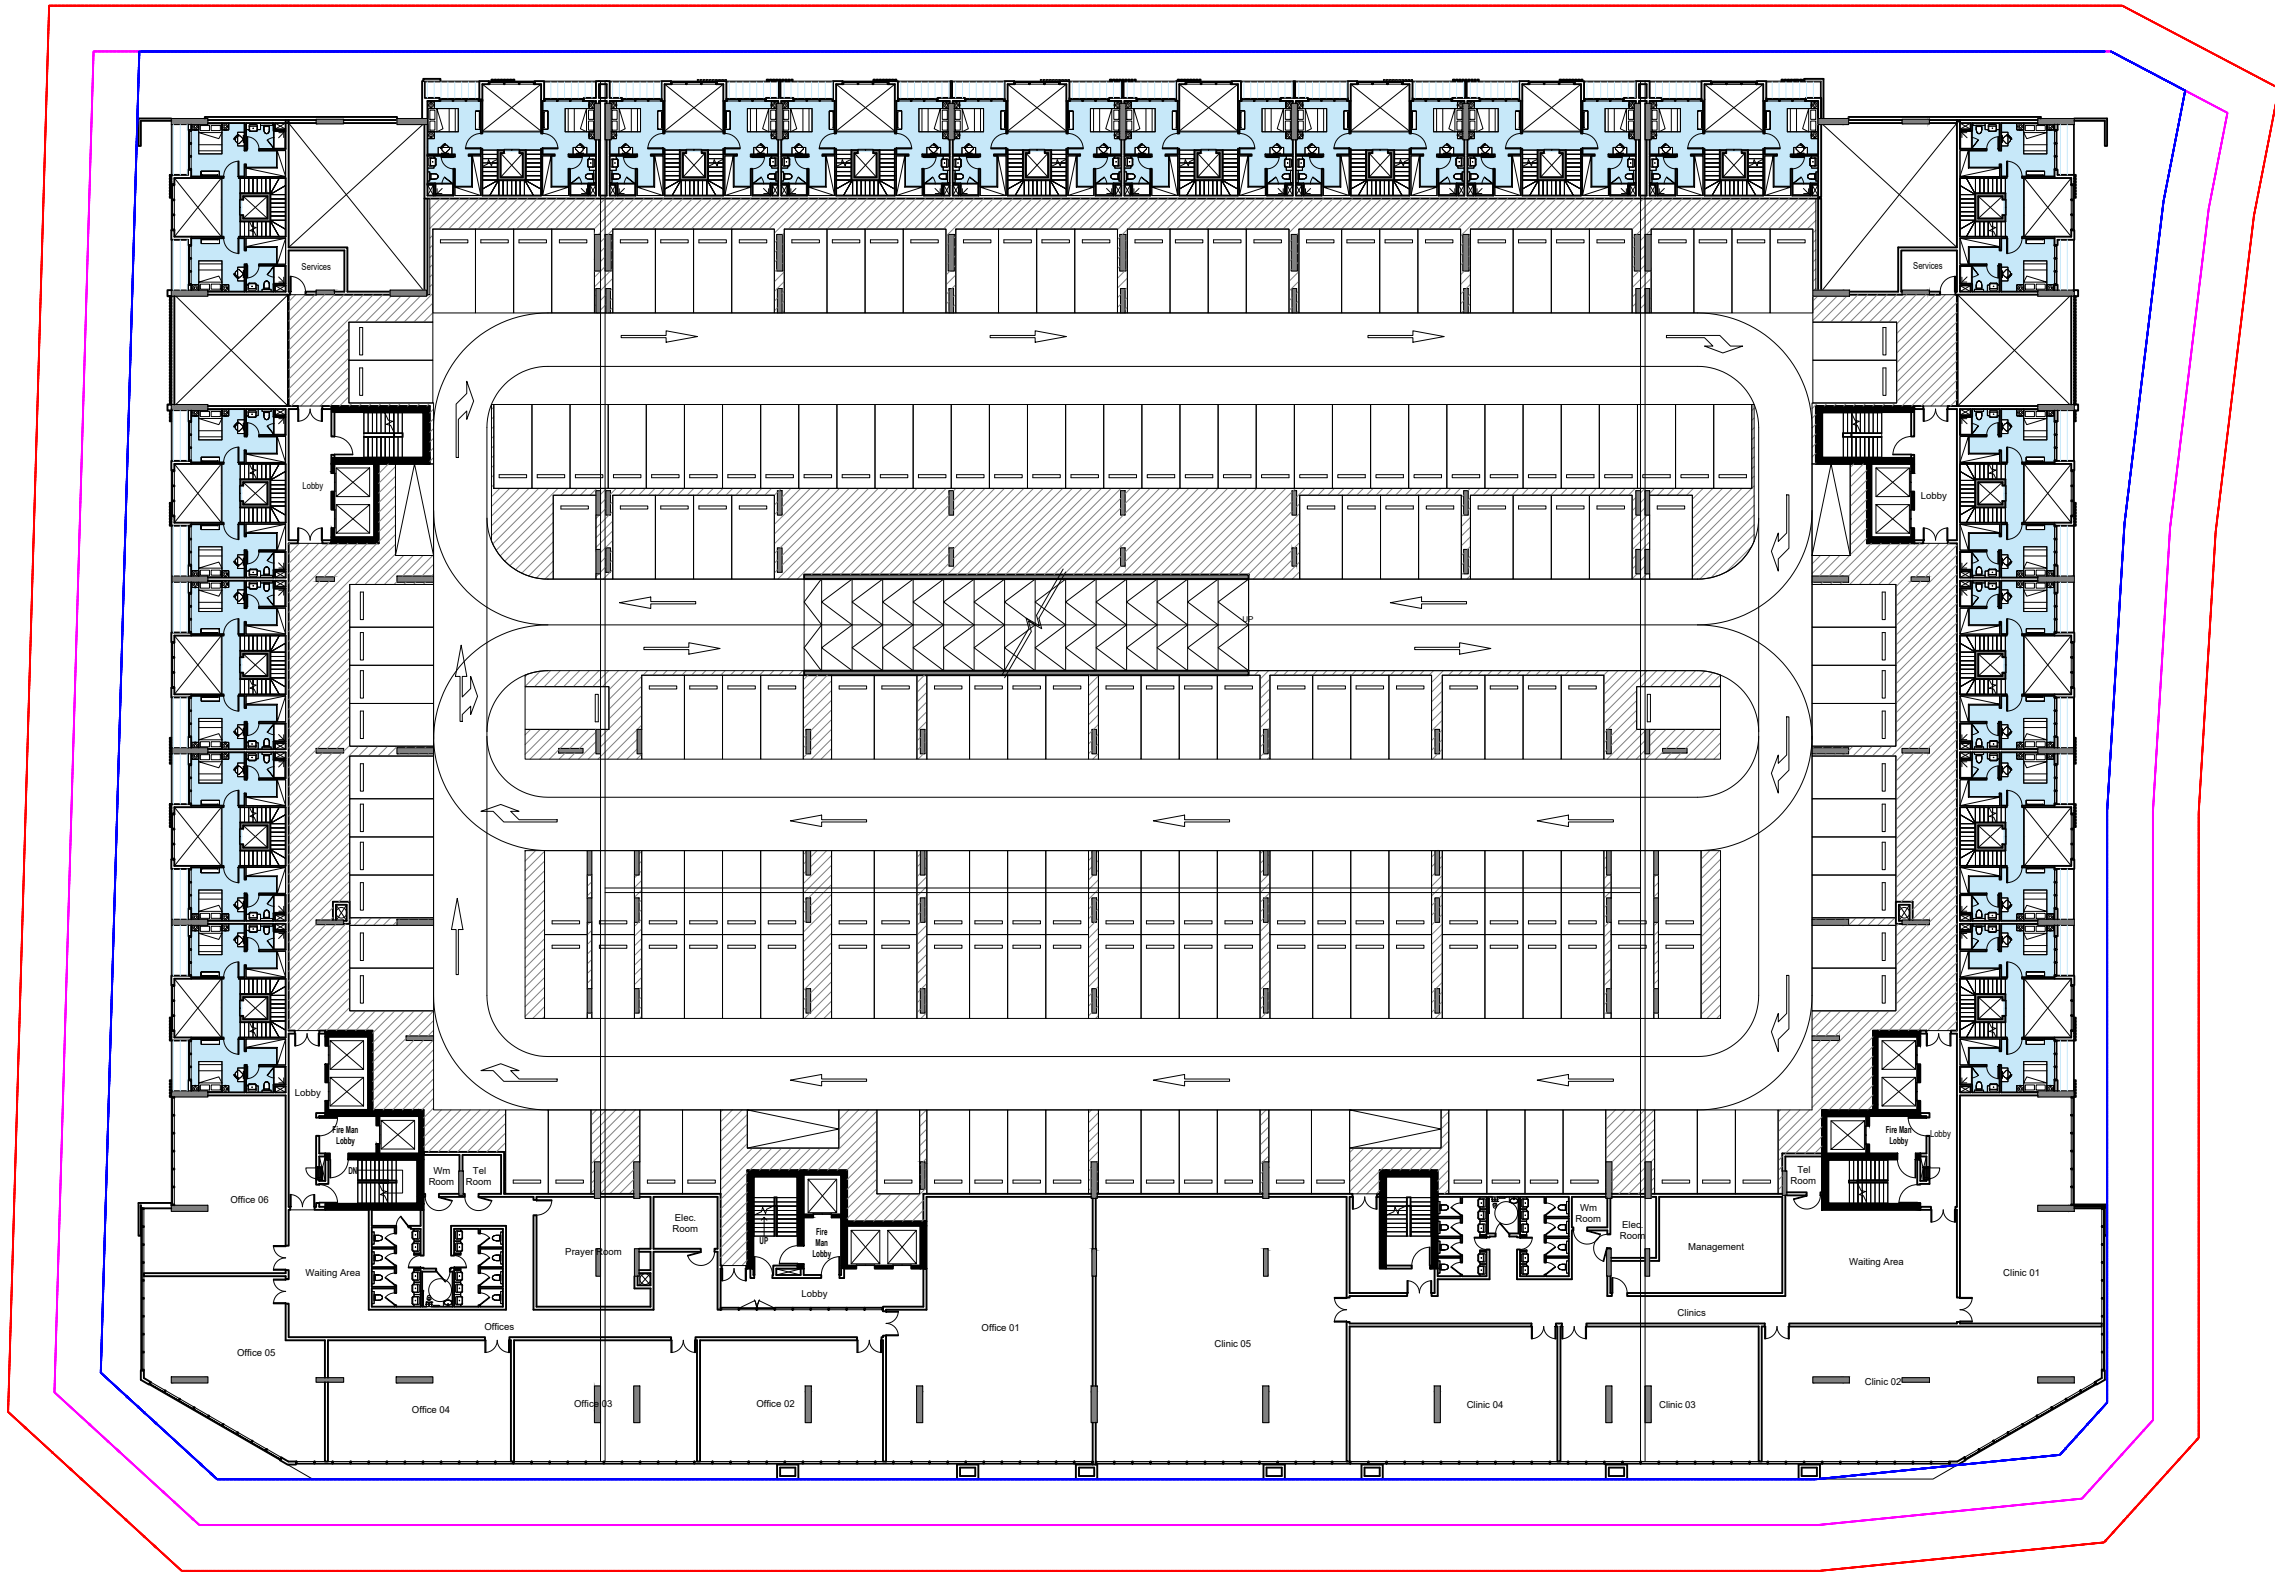 Services
Services
Lobby
Lobby
UP
Lobby
Fire Man
Lobby
DN
Wm
Room
Tel
Room
Fire Man
Lobby
Lobby
Tel
Room
Office 06
Prayer Room
Elec.
Room
UP
Fire
Man
Lobby
Wm
Room
Elec.
Room
Management
Waiting Area
Waiting Area
Clinic 01
Lobby
Clinics
Offices
Office 01
Clinic 05
Office 05
Office 04
Office 03
Office 02
Clinic 04
Clinic 03
Clinic 02